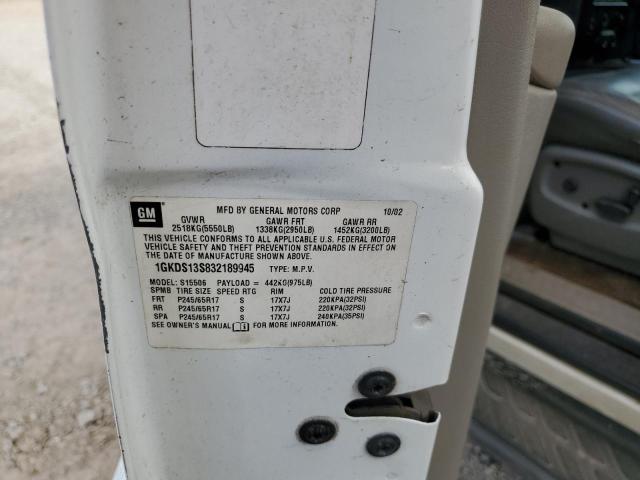 GM MFD BY GENERAL MOTORS CORP 10/02
GVWR GAWR FRT GAWR RR
2518KG(5550LB) 1338KG(2950LB) 1452KG(3200LB)
THIS VEHICLE CONFORMS TO ALL APPLICABLE U.S. FEDERAL MOTOR
VEHICLE SAFETY AND THEFT PREVENTION STANDARDS IN EFFECT ON
THE DATE OF MANUFACTURE SHOWN ABOVE.
1GKDS13S832189945 TYPE: M.P.V.
MODEL: S15506 PAYLOAD = 442KG(975LB)
SPMB TIRE SIZE SPEED RTG RIM COLD TIRE PRESSURE
FRT P245/65R17 S 17X7J 220KPA(32PSI)
RR P245/65R17 S 17X7J 220KPA(32PSI)
SPA P245/65R17 S 17X7J 240KPA(35PSI)
SEE OWNER'S MANUAL FOR MORE INFORMATION.